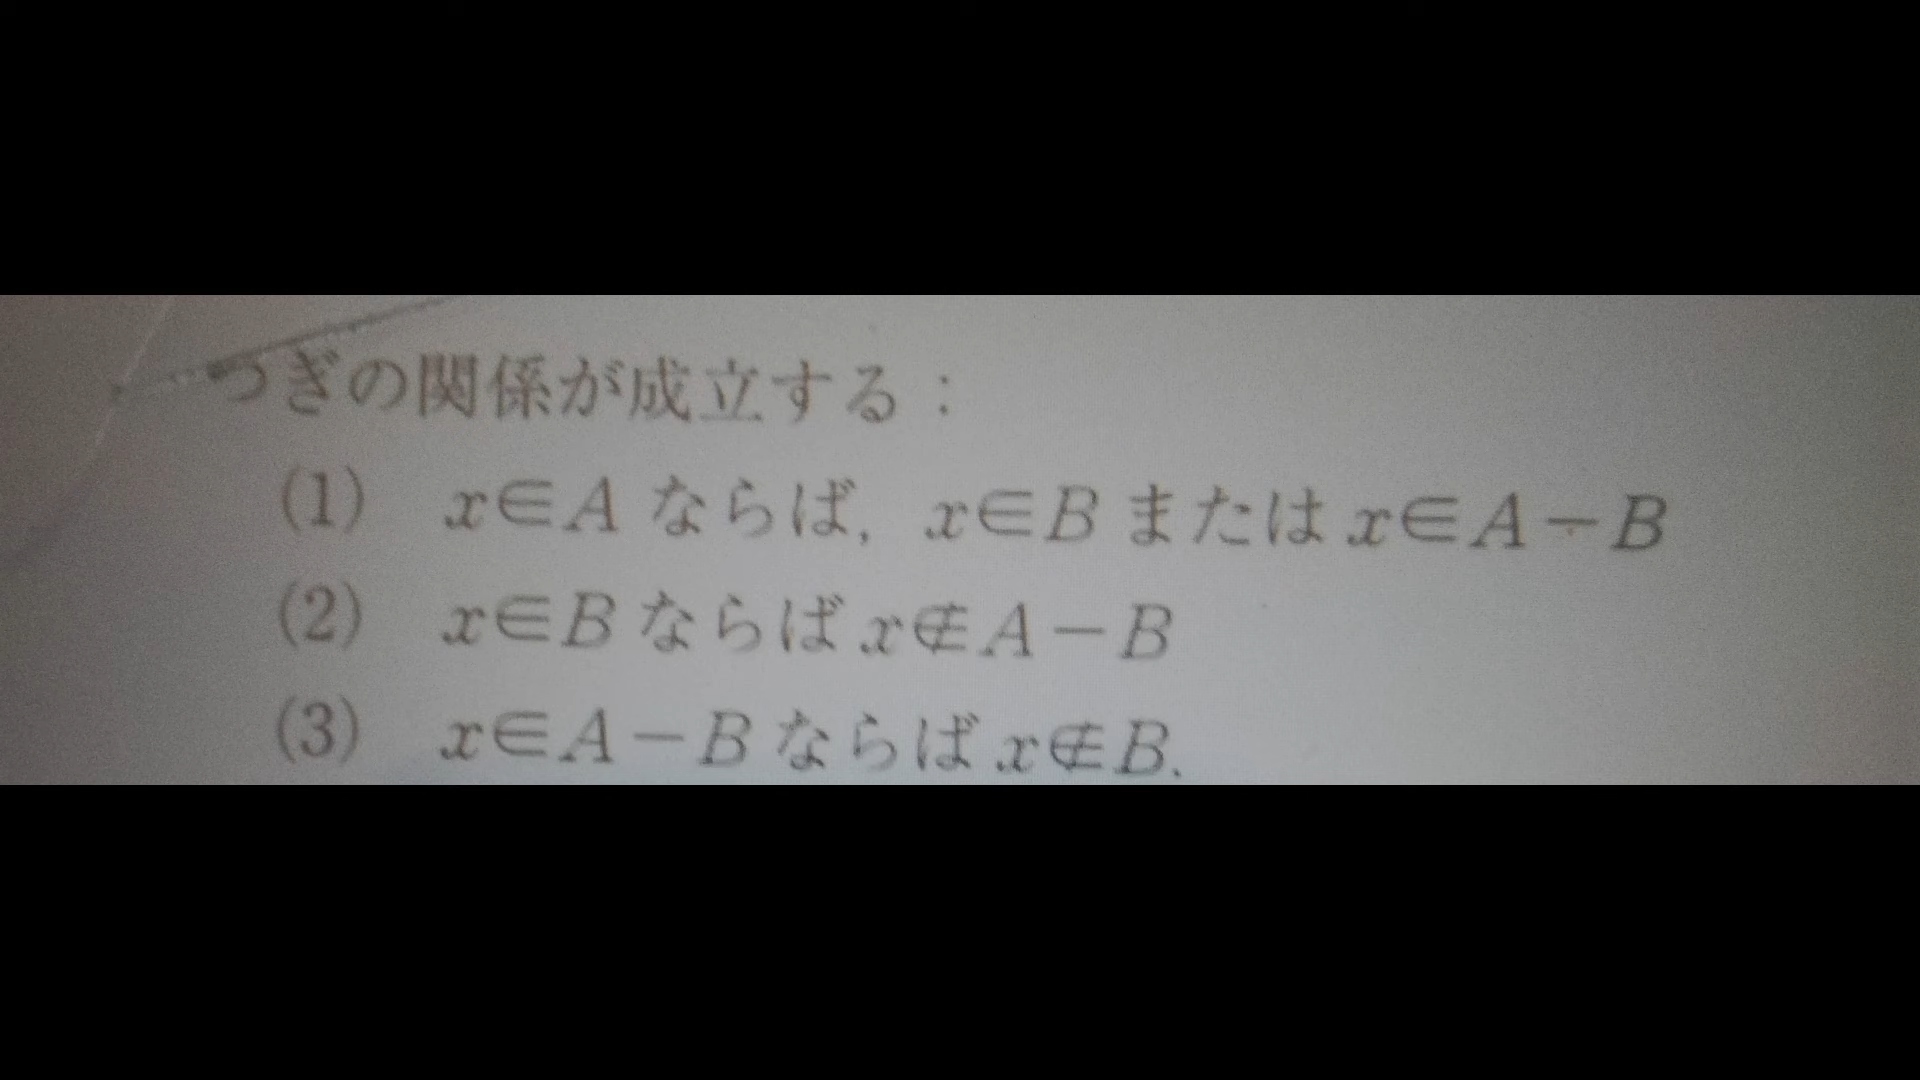 つぎの関係が成立する：
(1) x∈A ならば, x∈B または x∈A－B
(2) x∈B ならば x∉A－B
(3) x∈A－B ならば x∉B.